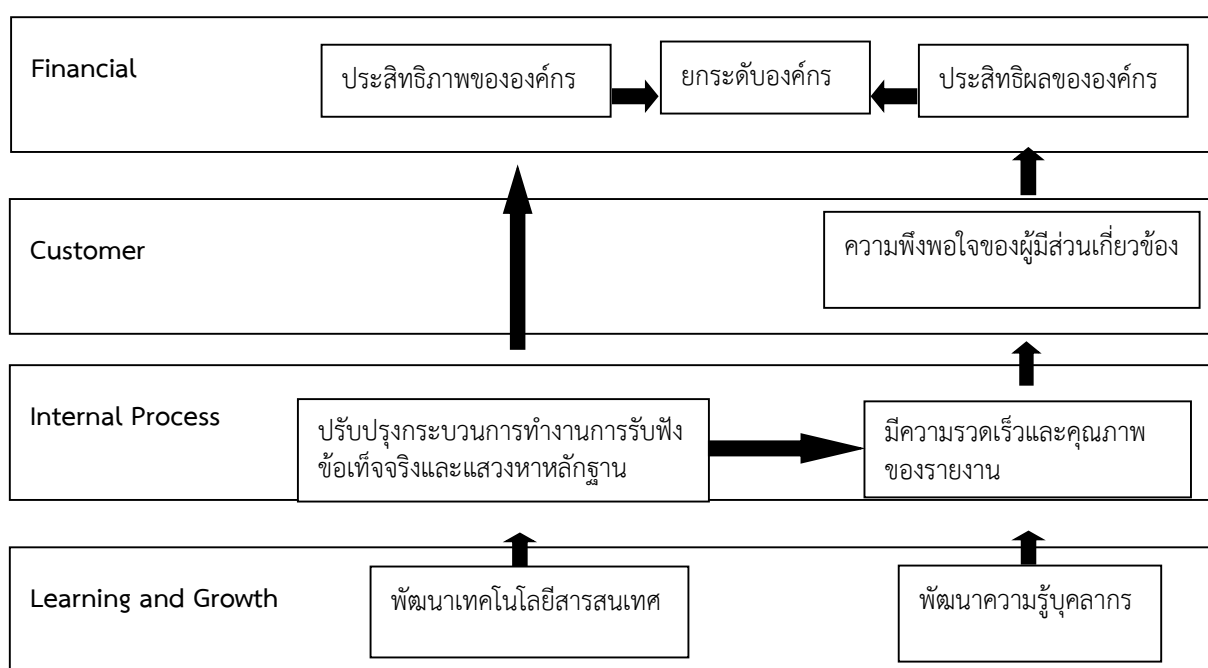 Financial
ประสิทธิภาพขององค์กร
ยกระดับองค์กร
ประสิทธิผลขององค์กร
Customer
ความพึงพอใจของผู้มีส่วนเกี่ยวข้อง
Internal Process
ปรับปรุงกระบวนการทำงานการรับฟัง
ข้อเท็จจริงและแสวงหาหลักฐาน
มีความรวดเร็วและคุณภาพ
ของรายงาน
Learning and Growth
พัฒนาเทคโนโลยีสารสนเทศ
พัฒนาความรู้บุคลากร